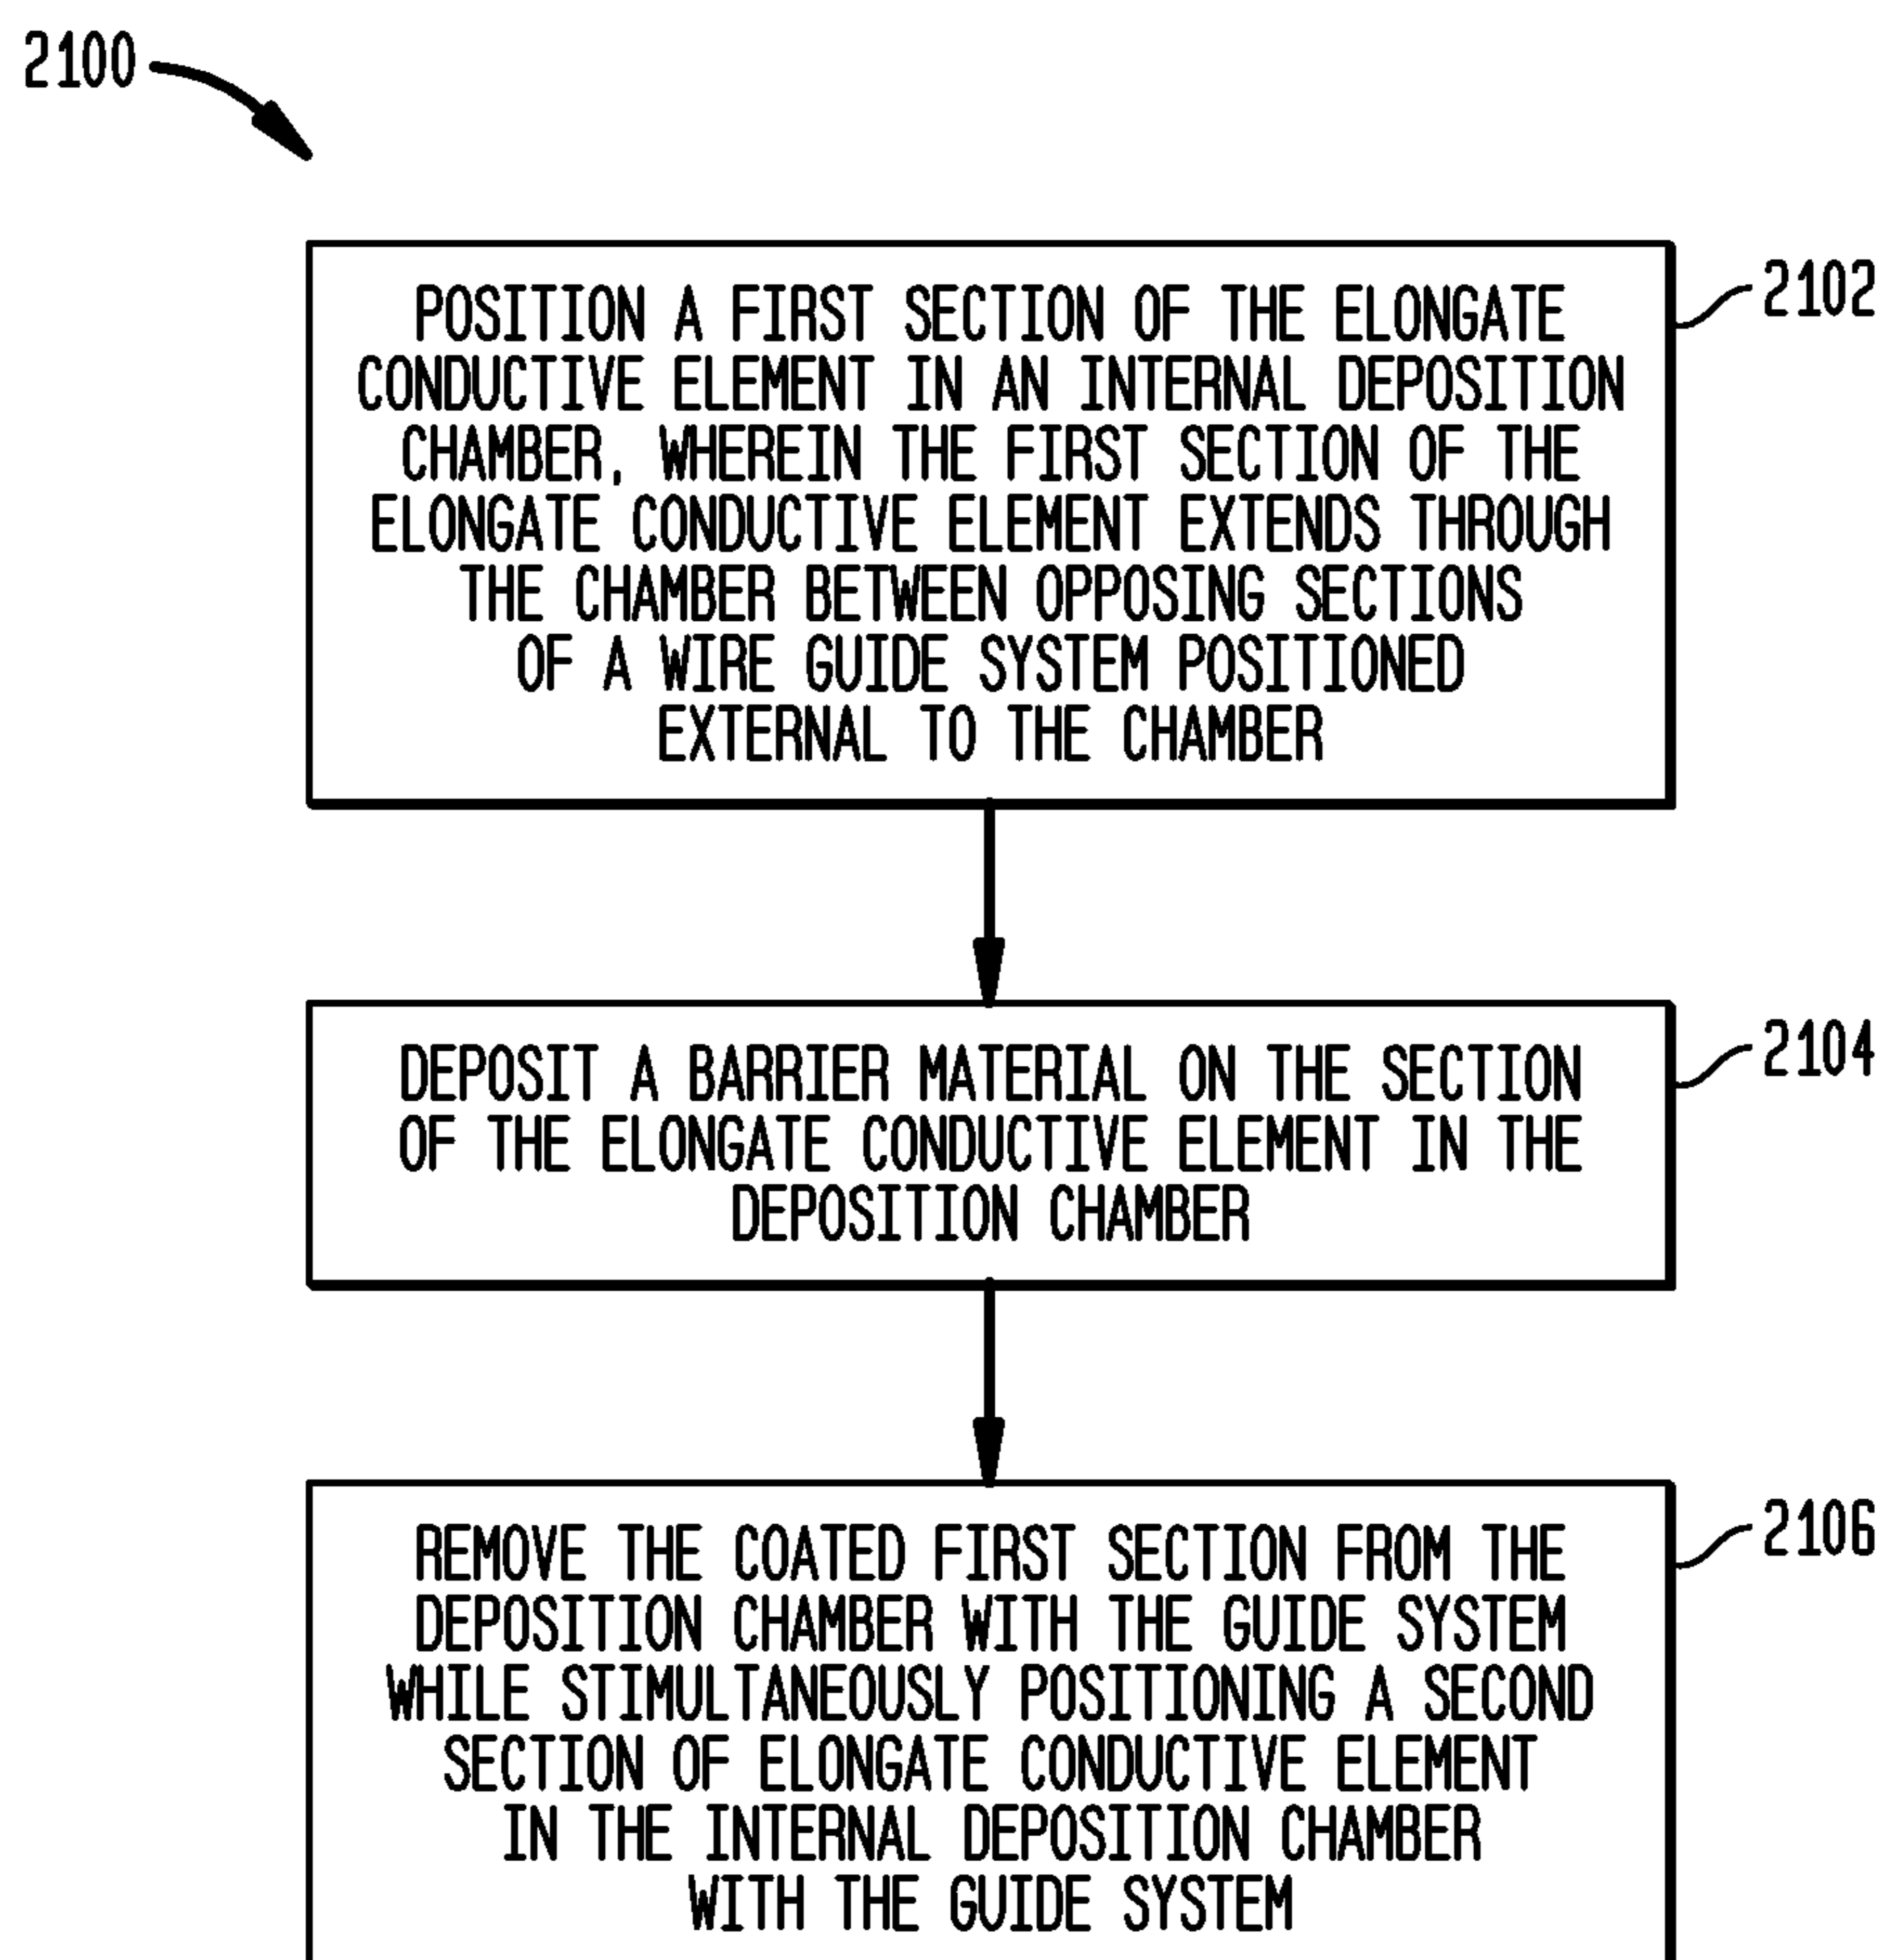 2100
POSITION A FIRST SECTION OF THE ELONGATE
CONDUCTIVE ELEMENT IN AN INTERNAL DEPOSITION
CHAMBER, WHEREIN THE FIRST SECTION OF THE
ELONGATE CONDUCTIVE ELEMENT EXTENDS THROUGH
THE CHAMBER BETWEEN OPPOSING SECTIONS
OF A WIRE GUIDE SYSTEM POSITIONED
EXTERNAL TO THE CHAMBER
2102
DEPOSIT A BARRIER MATERIAL ON THE SECTION
OF THE ELONGATE CONDUCTIVE ELEMENT IN THE
DEPOSITION CHAMBER
2104
REMOVE THE COATED FIRST SECTION FROM THE
DEPOSITION CHAMBER WITH THE GUIDE SYSTEM
WHILE STIMULTANEOUSLY POSITIONING A SECOND
SECTION OF ELONGATE CONDUCTIVE ELEMENT
IN THE INTERNAL DEPOSITION CHAMBER
WITH THE GUIDE SYSTEM
2106